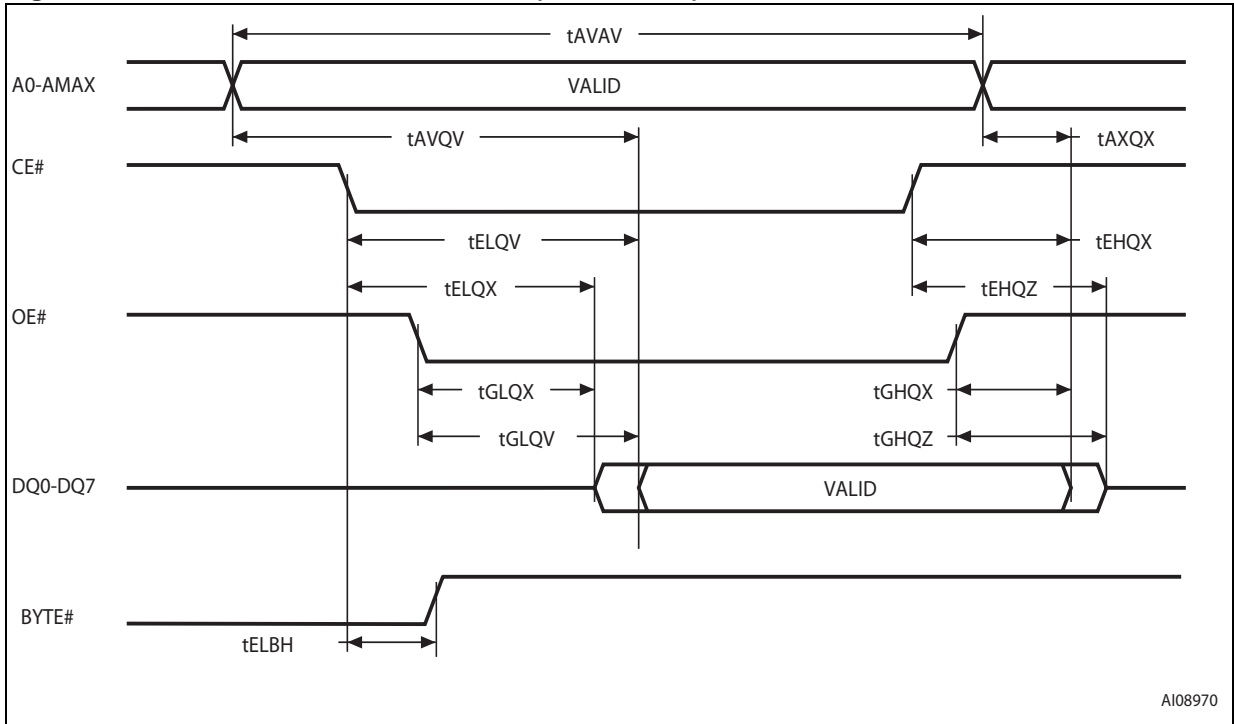 tAVAV
A0-AMAX
VALID
tAVQV
tAXQX
CE#
tELQV
tEHQX
tELQX
tEHQZ
OE#
tGLQX
tGHQX
tGLQV
tGHQZ
DQ0-DQ7
VALID
BYTE#
tELBH
AI08970